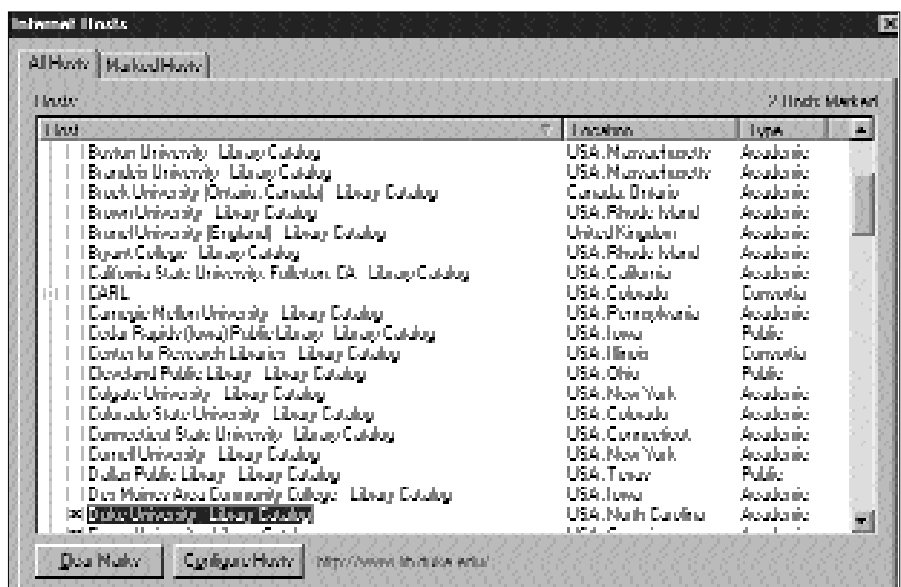 Internet Hosts
All Hosts Marked Hosts
Hosts: 2 Hosts Marked
Host Location Type
Boston University - Library Catalog USA, Massachusetts Academic
Brandeis University - Library Catalog USA, Massachusetts Academic
Brock University (Ontario, Canada) - Library Catalog Canada, Ontario Academic
Brown University - Library Catalog USA, Rhode Island Academic
Brunel University (England) - Library Catalog United Kingdom Academic
Bryant College - Library Catalog USA, Rhode Island Academic
California State University, Fullerton, CA - Library Catalog USA, California Academic
CARL USA, Colorado Consortia
Carnegie Mellon University - Library Catalog USA, Pennsylvania Academic
Cedar Rapids (Iowa) Public Library - Library Catalog USA, Iowa Public
Center for Research Libraries - Library Catalog USA, Illinois Consortia
Cleveland Public Library - Library Catalog USA, Ohio Public
Colgate University - Library Catalog USA, New York Academic
Colorado State University - Library Catalog USA, Colorado Academic
Connecticut State University - Library Catalog USA, Connecticut Academic
Cornell University - Library Catalog USA, New York Academic
Dallas Public Library - Library Catalog USA, Texas Public
Des Moines Area Community College - Library Catalog USA, Iowa Academic
Duke University - Library Catalog USA, North Carolina Academic
Clear Marks Configure Hosts http://www.lib.duke.edu/